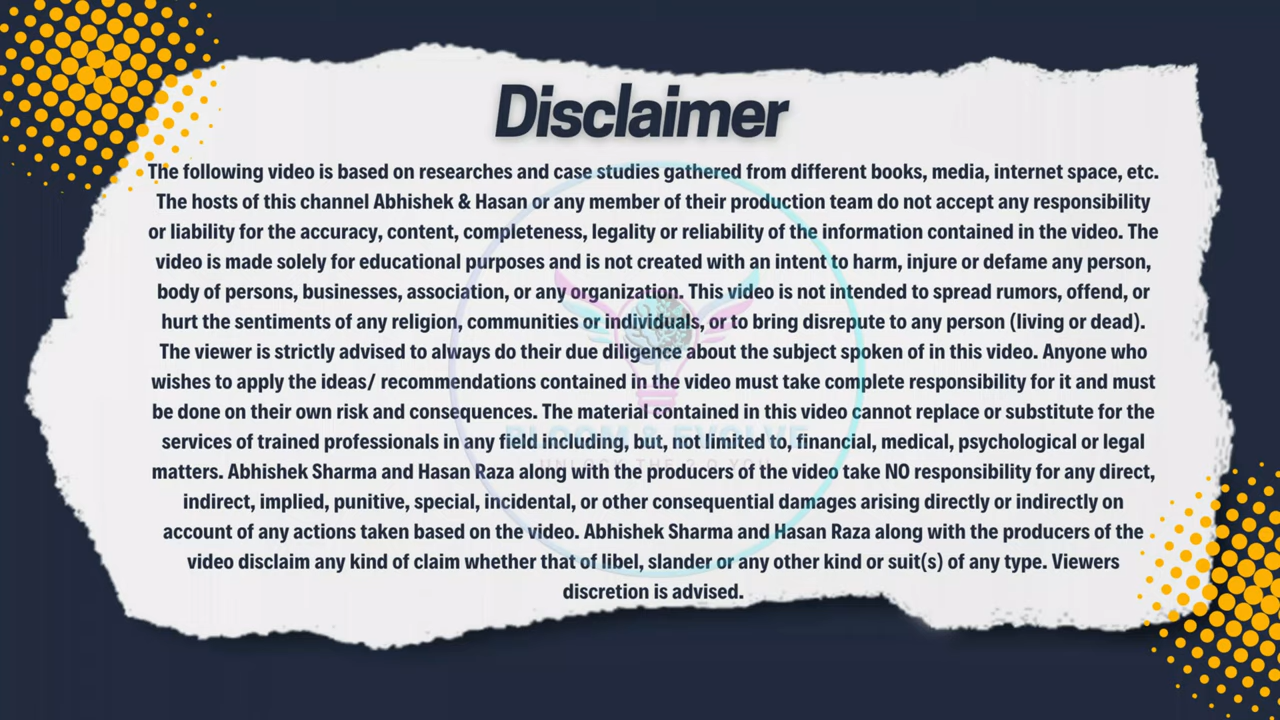 Disclaimer
The following video is based on researches and case studies gathered from different books, media, internet space, etc.
The hosts of this channel Abhishek & Hasan or any member of their production team do not accept any responsibility
or liability for the accuracy, content, completeness, legality or reliability of the information contained in the video. The
video is made solely for educational purposes and is not created with an intent to harm, injure or defame any person,
body of persons, businesses, association, or any organization. This video is not intended to spread rumors, offend, or
hurt the sentiments of any religion, communities or individuals, or to bring disrepute to any person (living or dead).
The viewer is strictly advised to always do their due diligence about the subject spoken of in this video. Anyone who
wishes to apply the ideas/ recommendations contained in the video must take complete responsibility for it and must
be done on their own risk and consequences. The material contained in this video cannot replace or substitute for the
BLOOM & EVOLVE
services of trained professionals in any field including, but, not limited to, financial, medical, psychological or legal
matters. Abhishek Sharma and Hasan Raza along with the producers of the video take NO responsibility for any direct,
indirect, implied, punitive, special, incidental, or other consequential damages arising directly or indirectly on
account of any actions taken based on the video. Abhishek Sharma and Hasan Raza along with the producers of the
video disclaim any kind of claim whether that of libel, slander or any other kind or suit(s) of any type. Viewers
discretion is advised.